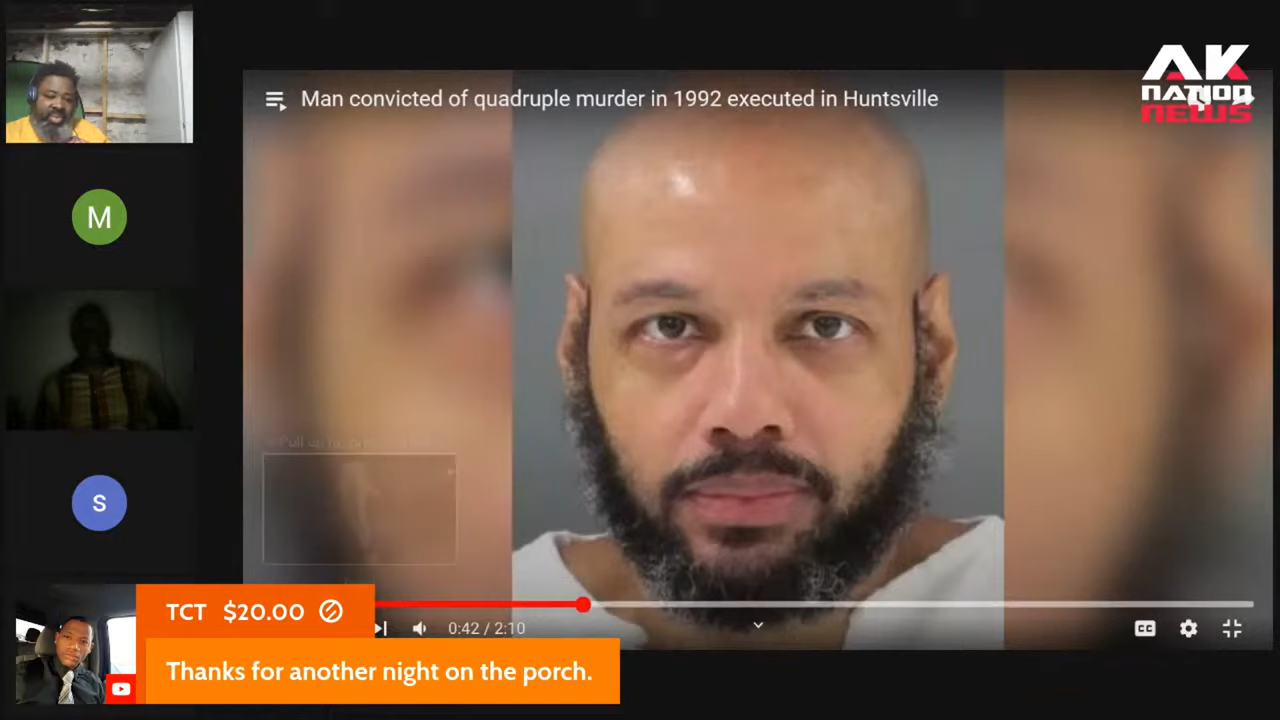 AK
NATION
NEWS
Man convicted of quadruple murder in 1992 executed in Huntsville
M
S
TCT $20.00
Thanks for another night on the porch.
0:42 / 2:10
CC